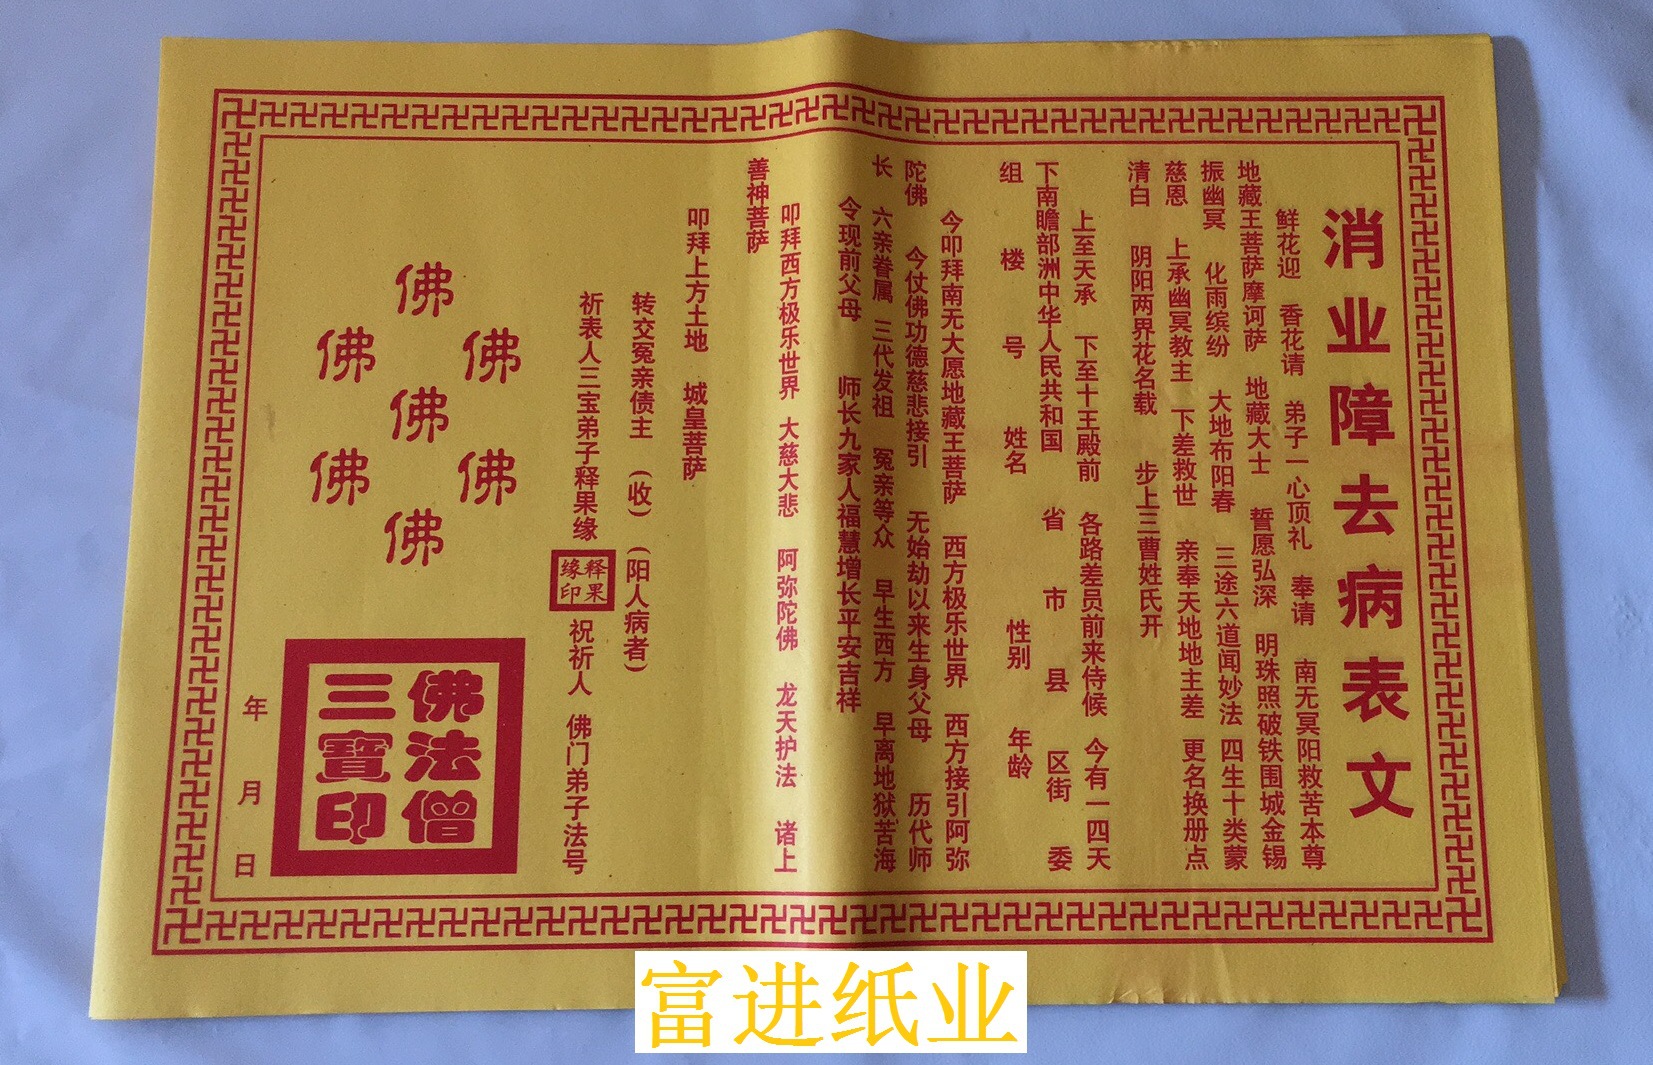 消业障去病表文
鲜花迎 香花请 弟子一心顶礼 奉请 南无冥阳救苦本尊
地藏王菩萨摩诃萨 地藏大士 誓愿弘深 明珠照破铁围城金锡
振幽冥 化雨缤纷 大地布阳春 三途六道闻妙法 四生十类蒙
慈恩 上承幽冥教主 下差救世 亲奉天地地主差 更名换册点
清白 阴阳两界花名载 步上三曹姓氏开
上至天承 下至十王殿前 各路差员前来侍候 今有一四天
下南瞻部洲中华人民共和国 省 市 县 区街 委
组 楼 号 姓名 性别 年龄
今叩拜南无大愿地藏王菩萨 西方极乐世界 西方接引阿弥
陀佛 今仗佛功德慈悲接引 无始劫以来生身父母 历代师
长 六亲眷属 三代发祖 冤亲等众 早生西方 早离地狱苦海
令现前父母 师长九家人福慧增长平安吉祥
叩拜西方极乐世界 大慈大悲 阿弥陀佛 龙天护法 诸上
善神菩萨
叩拜上方土地 城皇菩萨
转交冤亲债主 (收) (阳人病者)
祈表人三宝弟子释果缘 祝祈人 佛门弟子法号
释果
缘印
佛
佛 佛
佛
佛 佛
佛
佛法僧
三寶印
年 月 日
富进纸业